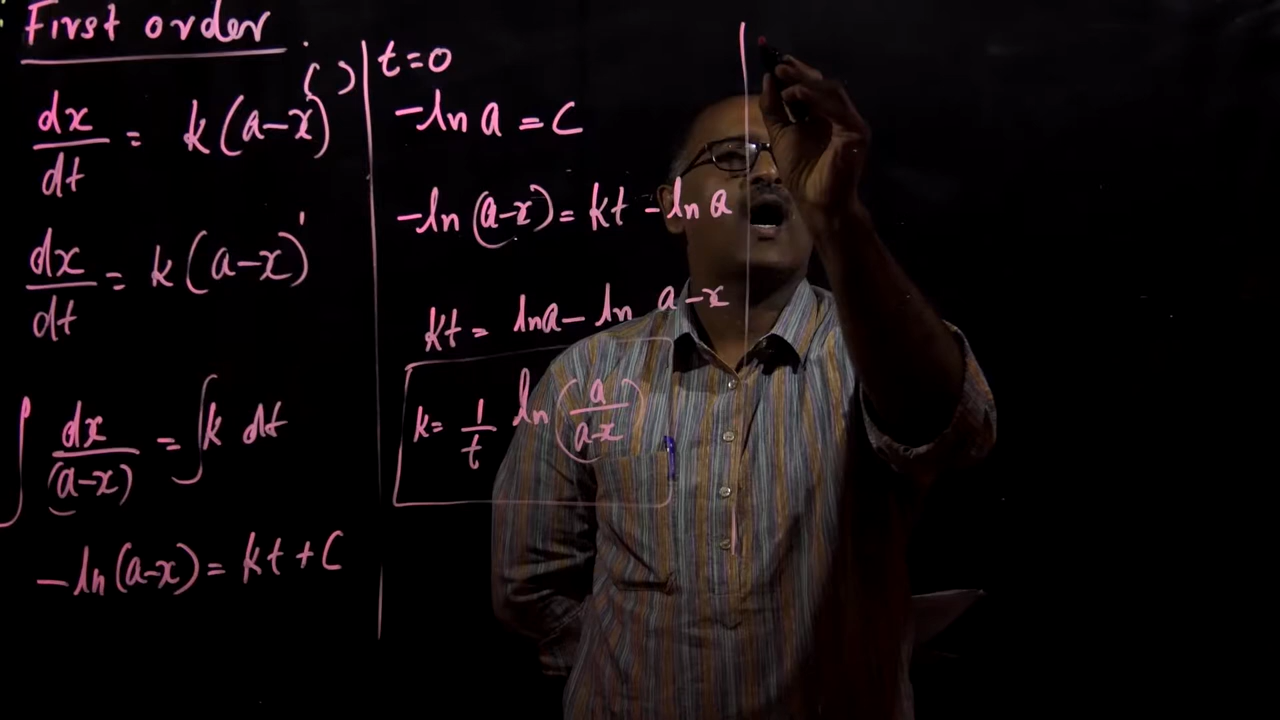 First order
dx/dt = k(a-x)^( )
dx/dt = k(a-x)^1
∫ dx/(a-x) = ∫k dt
-ln(a-x) = kt + C
t=0
-ln a = C
-ln(a-x) = kt - ln a
kt = ln a - ln a-x
k = 1/t ln(a/a-x)